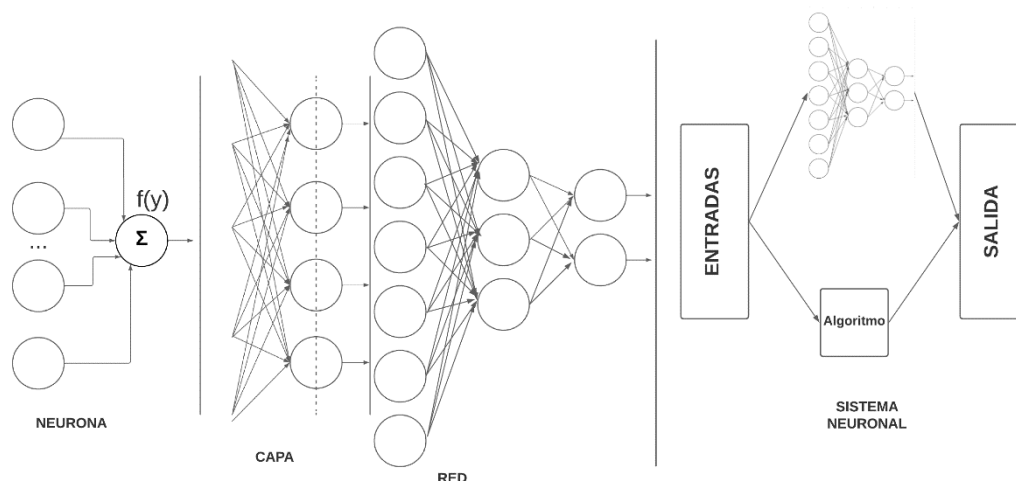 f(y)
Σ
...
NEURONA
CAPA
RED
ENTRADAS
Algoritmo
SALIDA
SISTEMA
NEURONAL